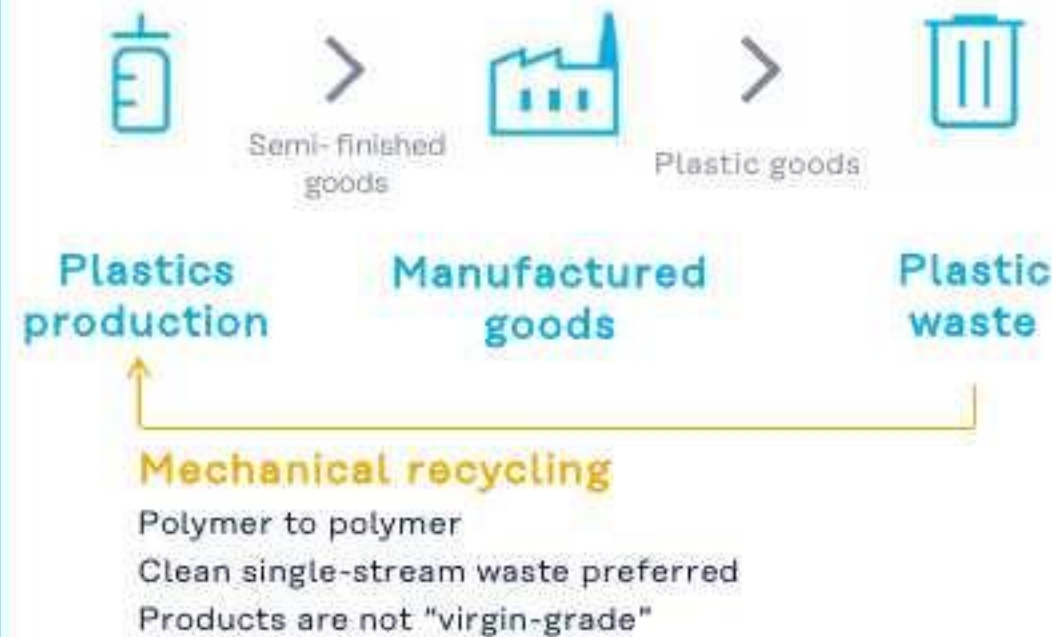 Semi-finished
goods
Plastic goods
Plastics
production
Manufactured
goods
Plastic
waste
Mechanical recycling
Polymer to polymer
Clean single-stream waste preferred
Products are not "virgin-grade"